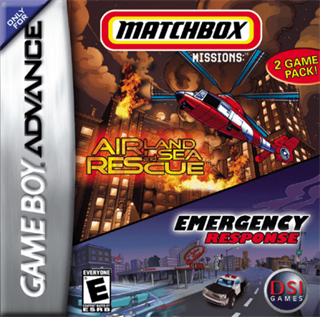 ONLY
FOR
GAME BOY ADVANCE
MATCHBOX
MISSIONS:™
2 GAME
PACK!
AIR LAND
SEA
RESCUE
EMERGENCY
RESPONSE
EVERYONE
E
ESRB
DSI
GAMES